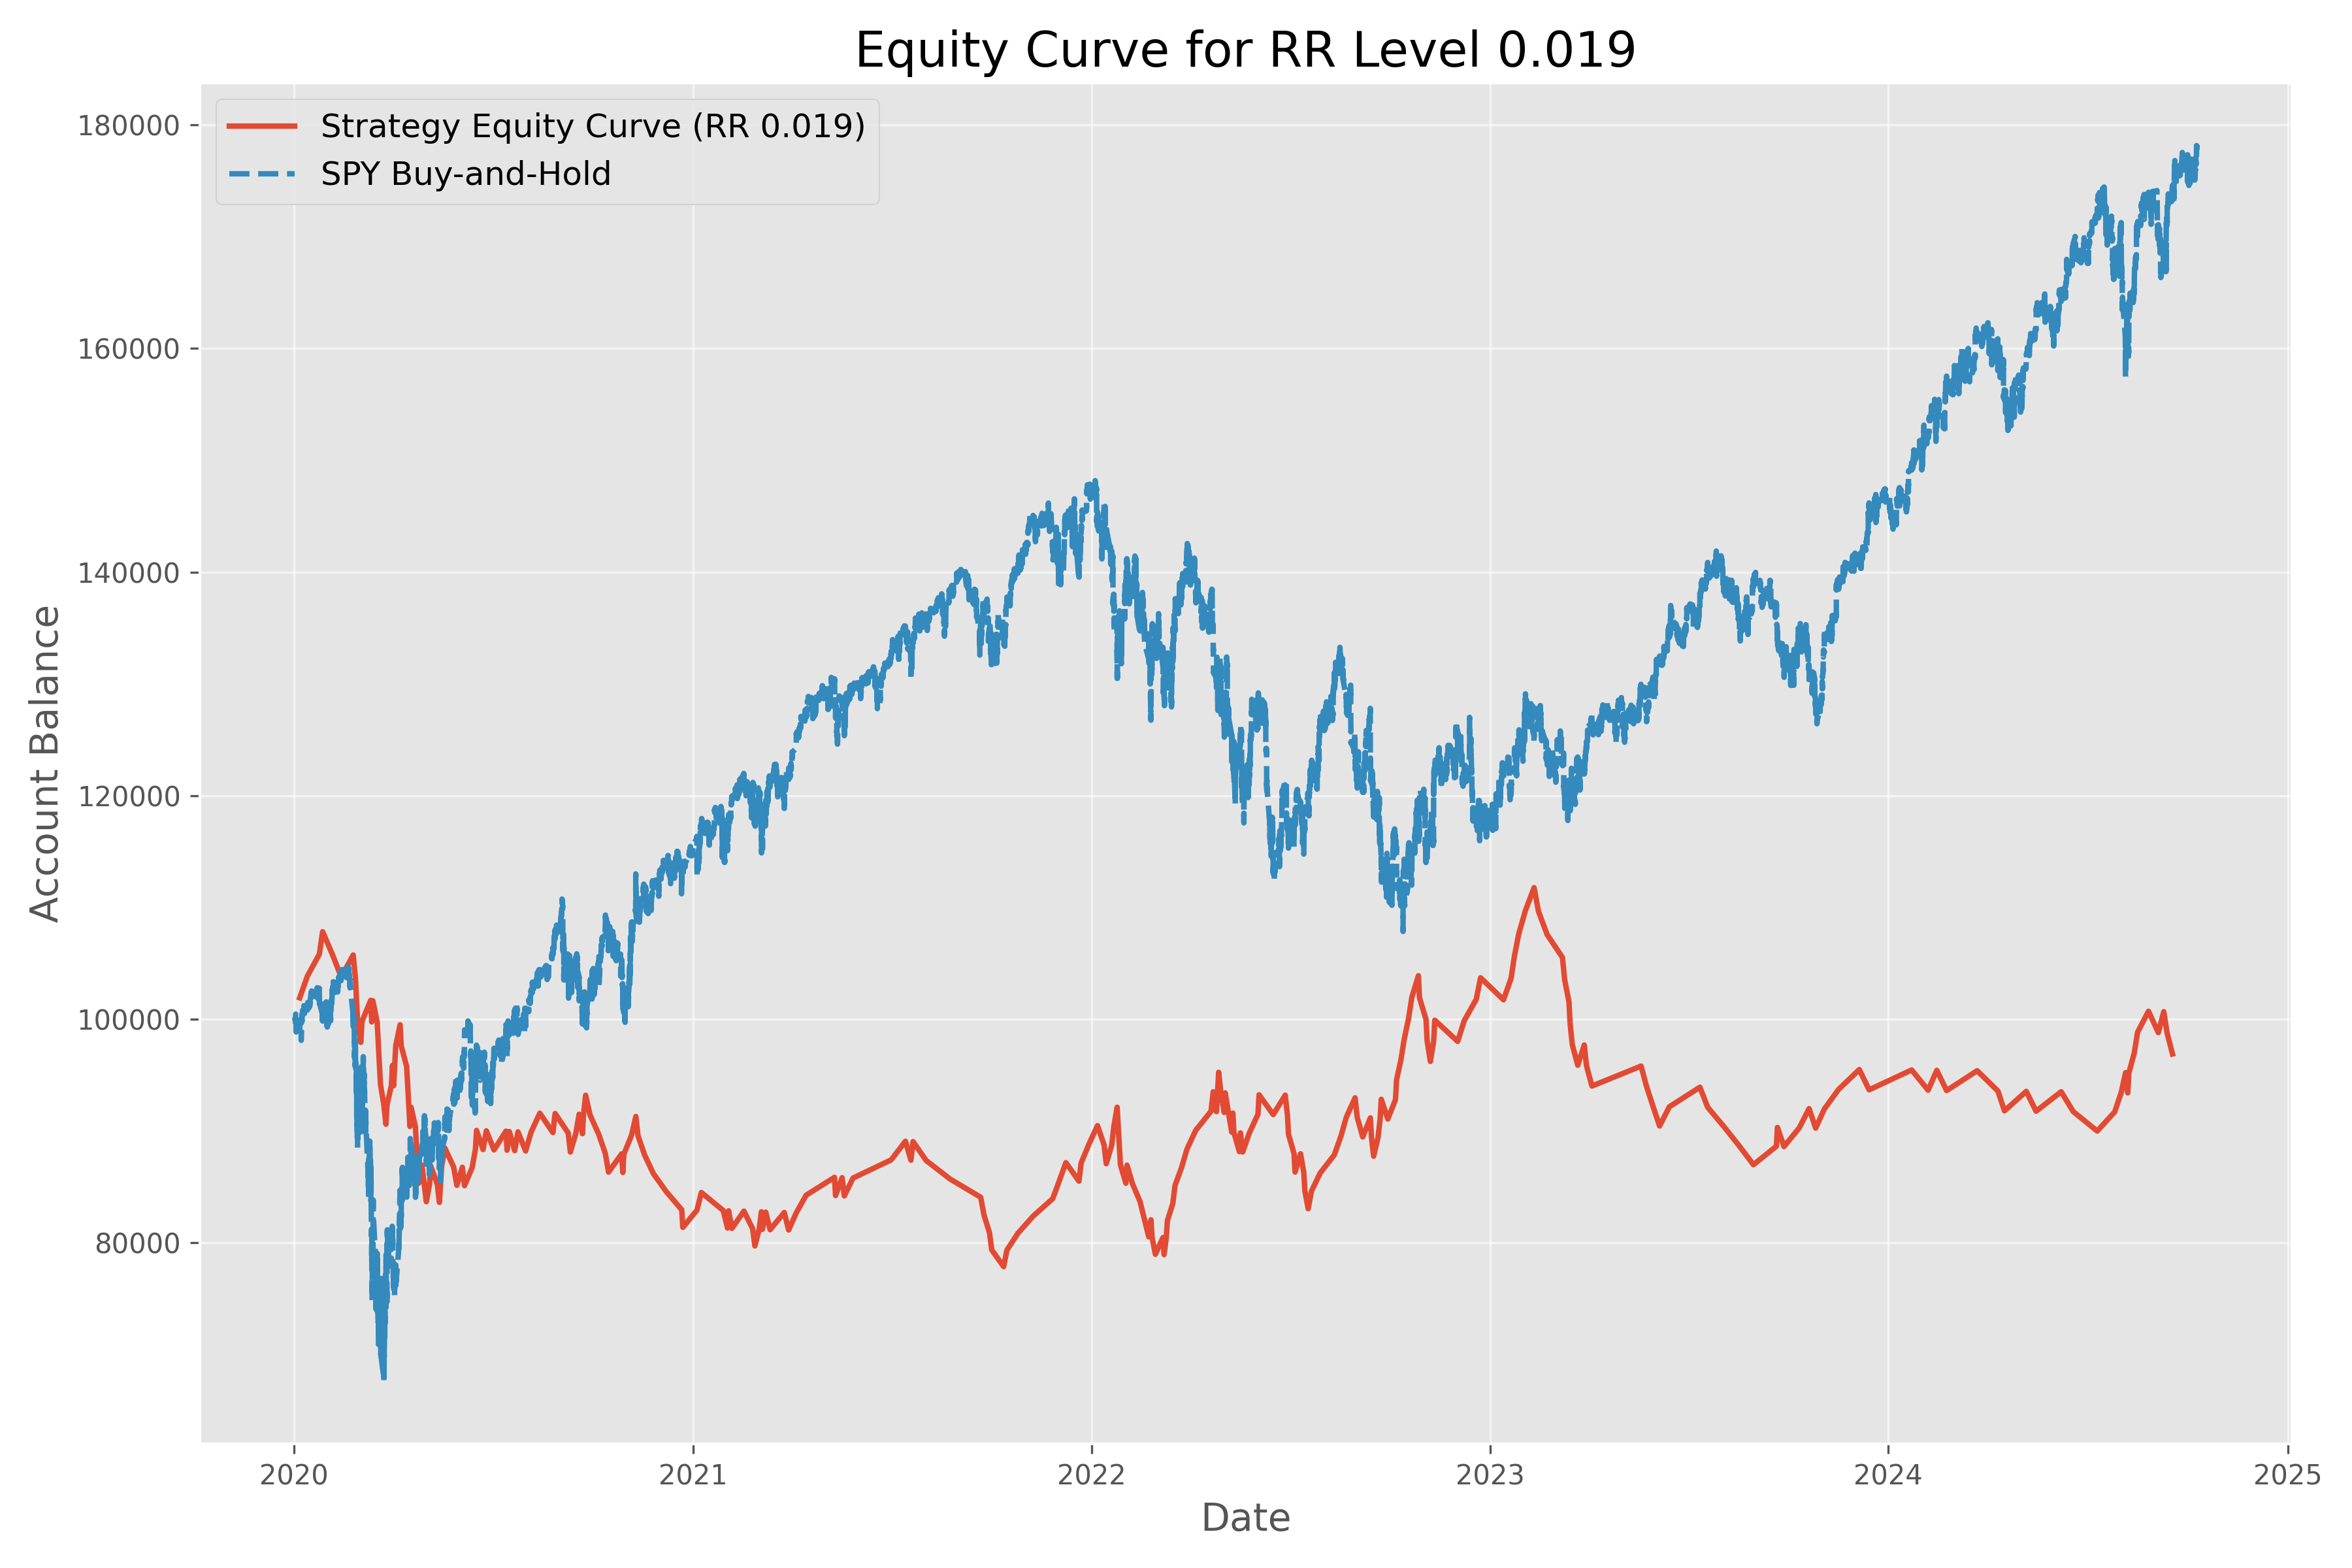 Equity Curve for RR Level 0.019
Strategy Equity Curve (RR 0.019)
SPY Buy-and-Hold
180000
160000
140000
120000
100000
80000
Account Balance
2020
2021
2022
2023
2024
2025
Date